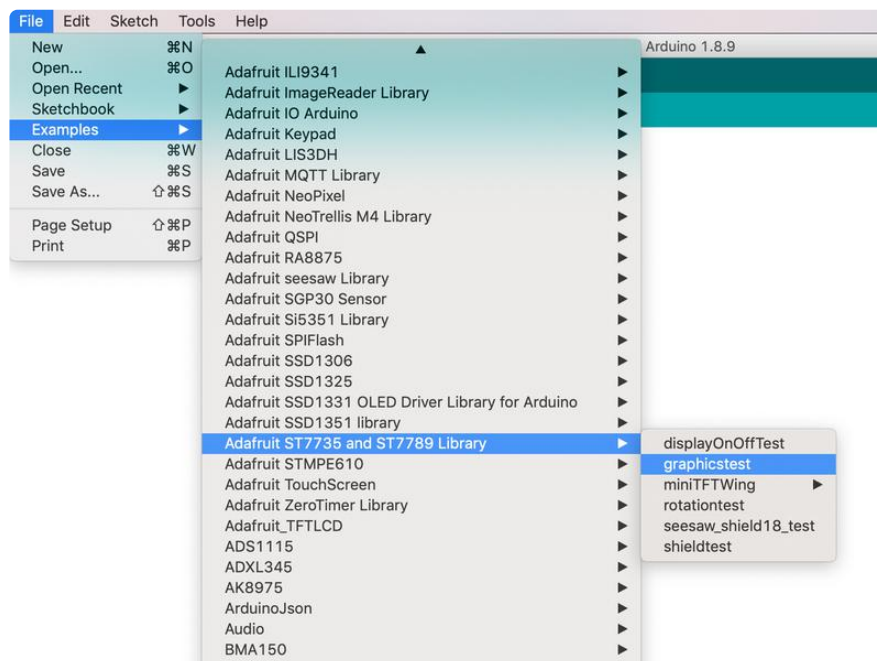 File Edit Sketch Tools Help
Arduino 1.8.9
New ⌘N
Open... ⌘O
Open Recent ▶
Sketchbook ▶
Examples ▶
Close ⌘W
Save ⌘S
Save As... ⇧⌘S
Page Setup ⇧⌘P
Print ⌘P
▲
Adafruit ILI9341 ▶
Adafruit ImageReader Library ▶
Adafruit IO Arduino ▶
Adafruit Keypad ▶
Adafruit LIS3DH ▶
Adafruit MQTT Library ▶
Adafruit NeoPixel ▶
Adafruit NeoTrellis M4 Library ▶
Adafruit QSPI ▶
Adafruit RA8875 ▶
Adafruit seesaw Library ▶
Adafruit SGP30 Sensor ▶
Adafruit Si5351 Library ▶
Adafruit SPIFlash ▶
Adafruit SSD1306 ▶
Adafruit SSD1325 ▶
Adafruit SSD1331 OLED Driver Library for Arduino ▶
Adafruit SSD1351 library ▶
Adafruit ST7735 and ST7789 Library ▶
Adafruit STMPE610 ▶
Adafruit TouchScreen ▶
Adafruit ZeroTimer Library ▶
Adafruit_TFTLCD ▶
ADS1115 ▶
ADXL345 ▶
AK8975 ▶
ArduinoJson ▶
Audio ▶
BMA150 ▶
displayOnOffTest
graphicstest
miniTFTWing ▶
rotationtest
seesaw_shield18_test
shieldtest